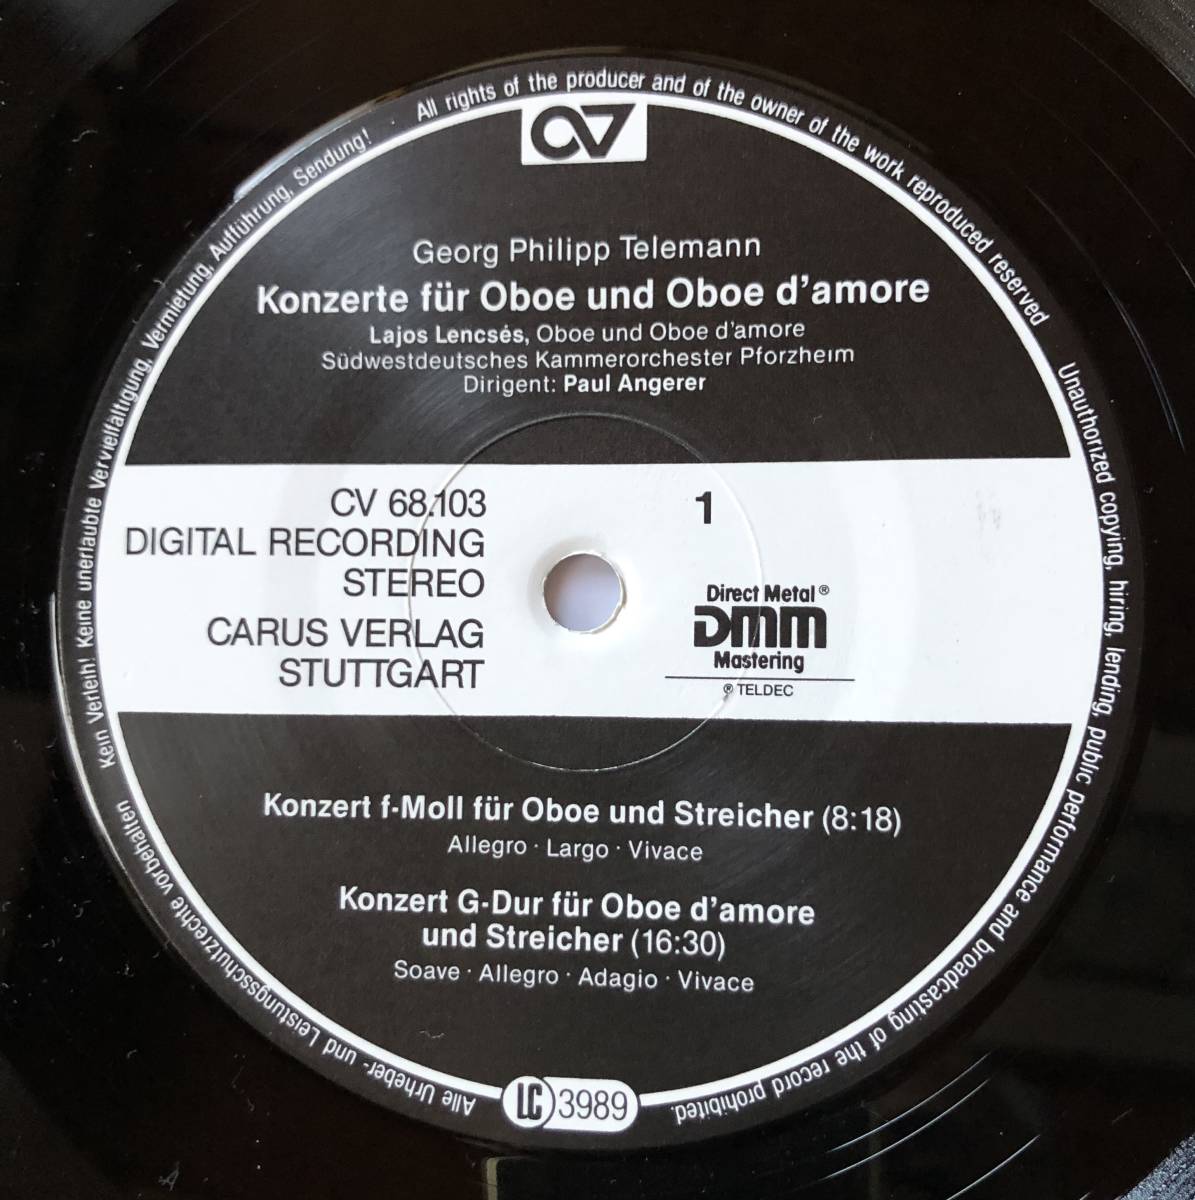 All rights of the producer and of the owner of the work reproduced reserved
Unauthorized copying, hiring, lending, public performance and broadcasting of the record prohibited.
Alle Urheber- und Leistungsschutzrechte vorbehalten
Kein Verleih! Keine unerlaubte Vervielfältigung, Vermietung, Aufführung, Sendung!
CV
Georg Philipp Telemann
Konzerte für Oboe und Oboe d'amore
Lajos Lencsés, Oboe und Oboe d'amore
Südwestdeutsches Kammerorchester Pforzheim
Dirigent: Paul Angerer
CV 68.103
DIGITAL RECORDING
STEREO
CARUS VERLAG
STUTTGART
1
Direct Metal®
DMM
Mastering
℗ TELDEC
Konzert f-Moll für Oboe und Streicher (8:18)
Allegro · Largo · Vivace
Konzert G-Dur für Oboe d'amore
und Streicher (16:30)
Soave · Allegro · Adagio · Vivace
LC 3989